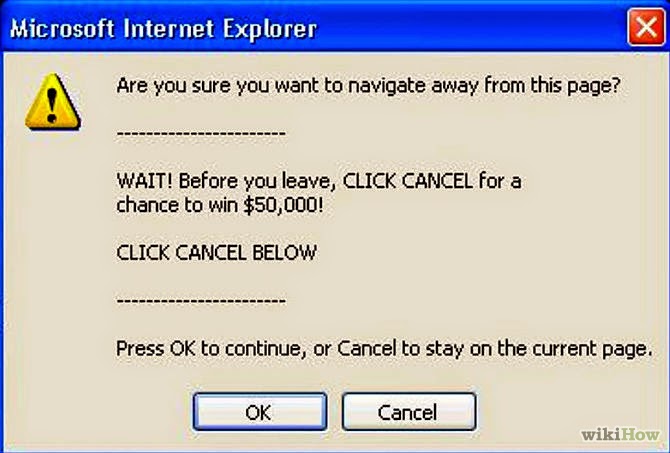 Microsoft Internet Explorer
Are you sure you want to navigate away from this page?
-----------------------
WAIT! Before you leave, CLICK CANCEL for a
chance to win $50,000!
CLICK CANCEL BELOW
-----------------------
Press OK to continue, or Cancel to stay on the current page.
OK Cancel
wikiHow